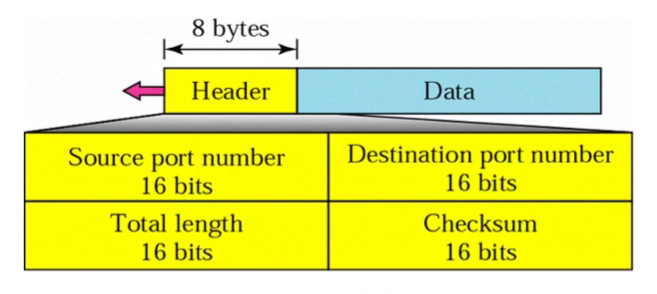 8 bytes
Header
Data
Source port number
16 bits
Destination port number
16 bits
Total length
16 bits
Checksum
16 bits